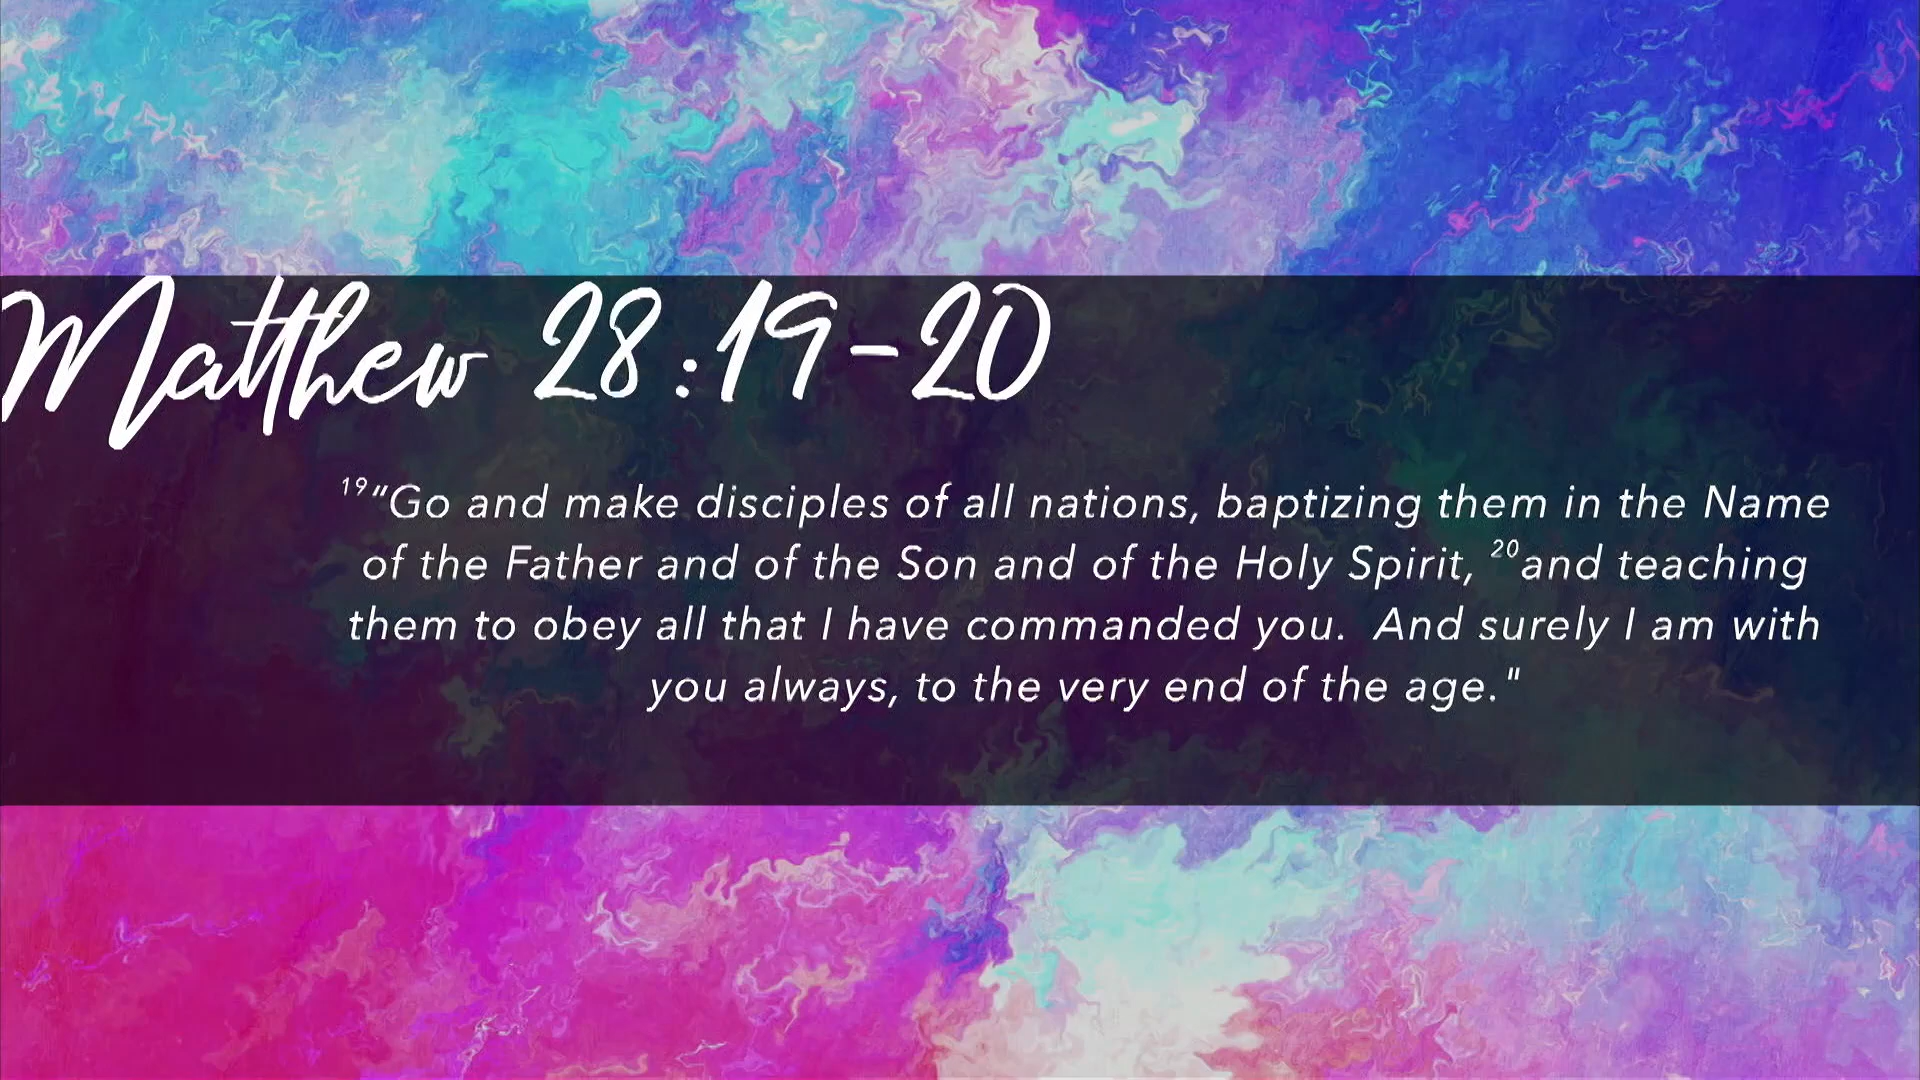 Matthew 28:19-20
¹⁹“Go and make disciples of all nations, baptizing them in the Name
of the Father and of the Son and of the Holy Spirit, ²⁰and teaching
them to obey all that I have commanded you.  And surely I am with
you always, to the very end of the age."